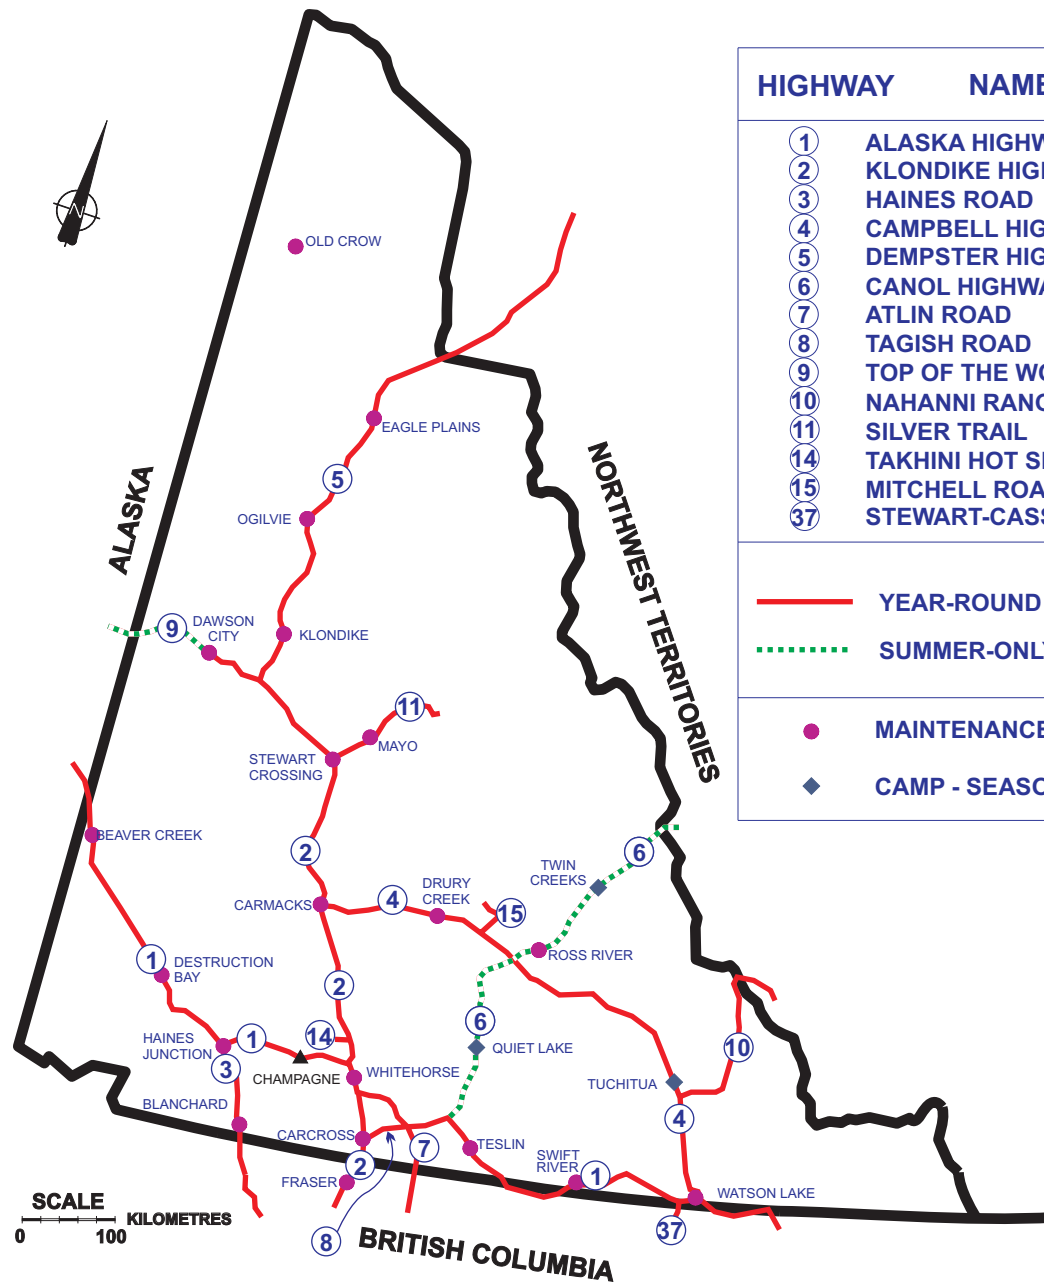 HIGHWAY NAME
1 ALASKA HIGHW
2 KLONDIKE HIGH
3 HAINES ROAD
4 CAMPBELL HIG
5 DEMPSTER HIG
6 CANOL HIGHWA
7 ATLIN ROAD
8 TAGISH ROAD
9 TOP OF THE WO
10 NAHANNI RANG
11 SILVER TRAIL
14 TAKHINI HOT SP
15 MITCHELL ROA
37 STEWART-CASS
YEAR-ROUND
SUMMER-ONLY
MAINTENANCE
CAMP - SEASO
N
OLD CROW
EAGLE PLAINS
5
ALASKA
NORTHWEST TERRITORIES
OGILVIE
9
DAWSON
CITY
KLONDIKE
11
MAYO
STEWART
CROSSING
BEAVER CREEK
2
6
TWIN
CREEKS
DRURY
CREEK
4
CARMACKS
15
ROSS RIVER
1
DESTRUCTION
BAY
2
6
14
HAINES
JUNCTION
1
QUIET LAKE
10
3
CHAMPAGNE
WHITEHORSE
TUCHITUA
BLANCHARD
4
CARCROSS
7
TESLIN
2
SWIFT
RIVER
1
FRASER
WATSON LAKE
SCALE
KILOMETRES
0 100
8
37
BRITISH COLUMBIA